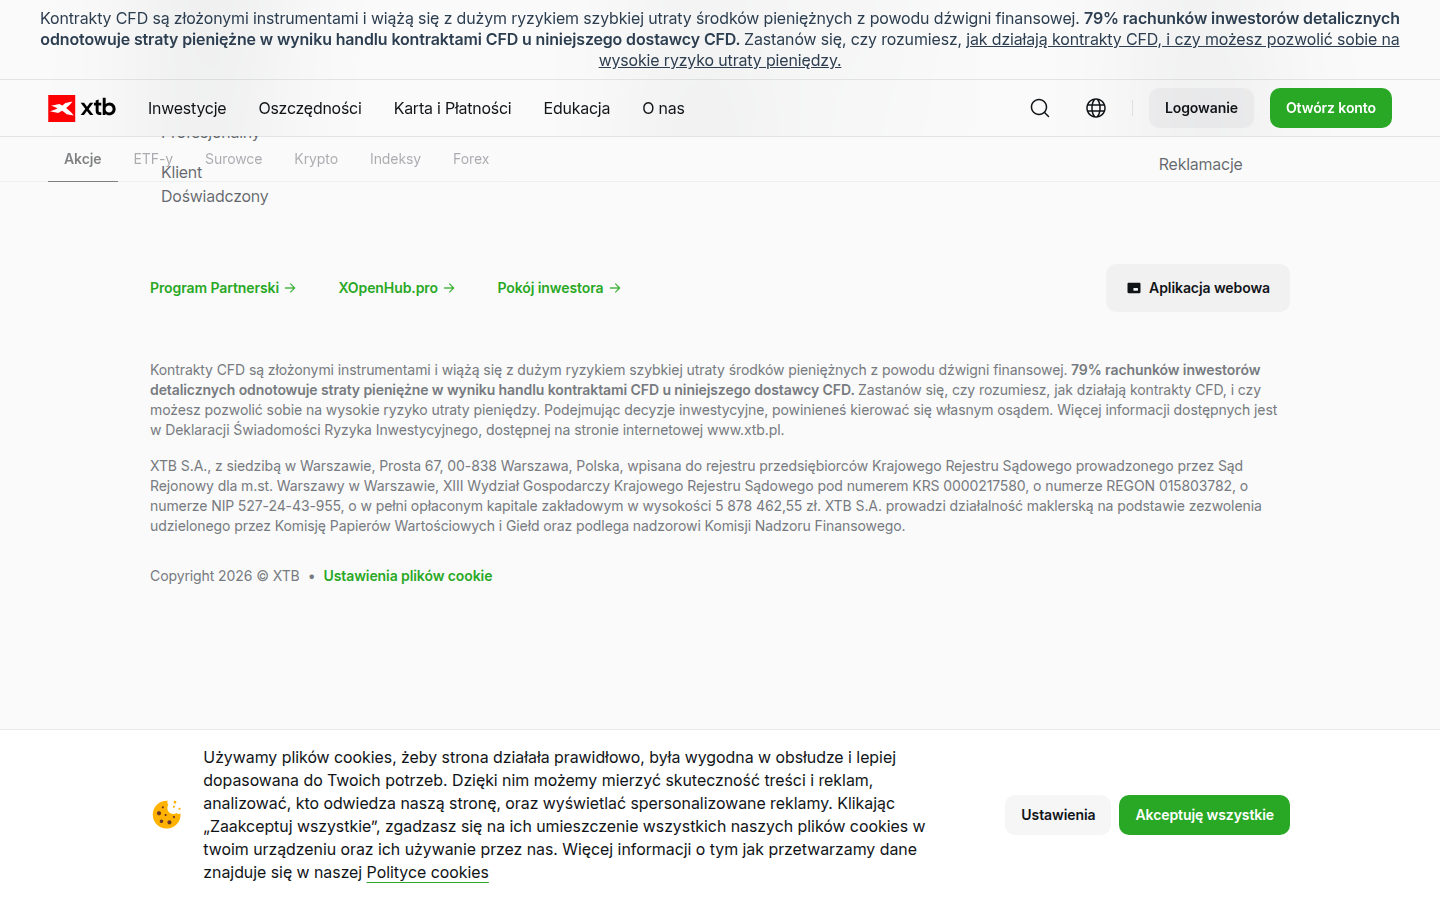 Kontrakty CFD są złożonymi instrumentami i wiążą się z dużym ryzykiem szybkiej utraty środków pieniężnych z powodu dźwigni finansowej. 79% rachunków inwestorów detalicznych
odnotowuje straty pieniężne w wyniku handlu kontraktami CFD u niniejszego dostawcy CFD. Zastanów się, czy rozumiesz, jak działają kontrakty CFD, i czy możesz pozwolić sobie na
wysokie ryzyko utraty pieniędzy.
xtb
Inwestycje
Oszczędności
Karta i Płatności
Edukacja
O nas
Logowanie
Otwórz konto
Profesjonalny
Akcje
ETF-y
Surowce
Krypto
Indeksy
Forex
Klient
Doświadczony
Reklamacje
Program Partnerski
XOpenHub.pro
Pokój inwestora
Aplikacja webowa
Kontrakty CFD są złożonymi instrumentami i wiążą się z dużym ryzykiem szybkiej utraty środków pieniężnych z powodu dźwigni finansowej. 79% rachunków inwestorów
detalicznych odnotowuje straty pieniężne w wyniku handlu kontraktami CFD u niniejszego dostawcy CFD. Zastanów się, czy rozumiesz, jak działają kontrakty CFD, i czy
możesz pozwolić sobie na wysokie ryzyko utraty pieniędzy. Podejmując decyzje inwestycyjne, powinieneś kierować się własnym osądem. Więcej informacji dostępnych jest
w Deklaracji Świadomości Ryzyka Inwestycyjnego, dostępnej na stronie internetowej www.xtb.pl.
XTB S.A., z siedzibą w Warszawie, Prosta 67, 00-838 Warszawa, Polska, wpisana do rejestru przedsiębiorców Krajowego Rejestru Sądowego prowadzonego przez Sąd
Rejonowy dla m.st. Warszawy w Warszawie, XIII Wydział Gospodarczy Krajowego Rejestru Sądowego pod numerem KRS 0000217580, o numerze REGON 015803782, o
numerze NIP 527-24-43-955, o w pełni opłaconym kapitale zakładowym w wysokości 5 878 462,55 zł. XTB S.A. prowadzi działalność maklerską na podstawie zezwolenia
udzielonego przez Komisję Papierów Wartościowych i Giełd oraz podlega nadzorowi Komisji Nadzoru Finansowego.
Copyright 2026 © XTB • Ustawienia plików cookie
Używamy plików cookies, żeby strona działała prawidłowo, była wygodna w obsłudze i lepiej
dopasowana do Twoich potrzeb. Dzięki nim możemy mierzyć skuteczność treści i reklam,
analizować, kto odwiedza naszą stronę, oraz wyświetlać spersonalizowane reklamy. Klikając
„Zaakceptuj wszystkie”, zgadzasz się na ich umieszczenie wszystkich naszych plików cookies w
twoim urządzeniu oraz ich używanie przez nas. Więcej informacji o tym jak przetwarzamy dane
znajduje się w naszej Polityce cookies
Ustawienia
Akceptuję wszystkie